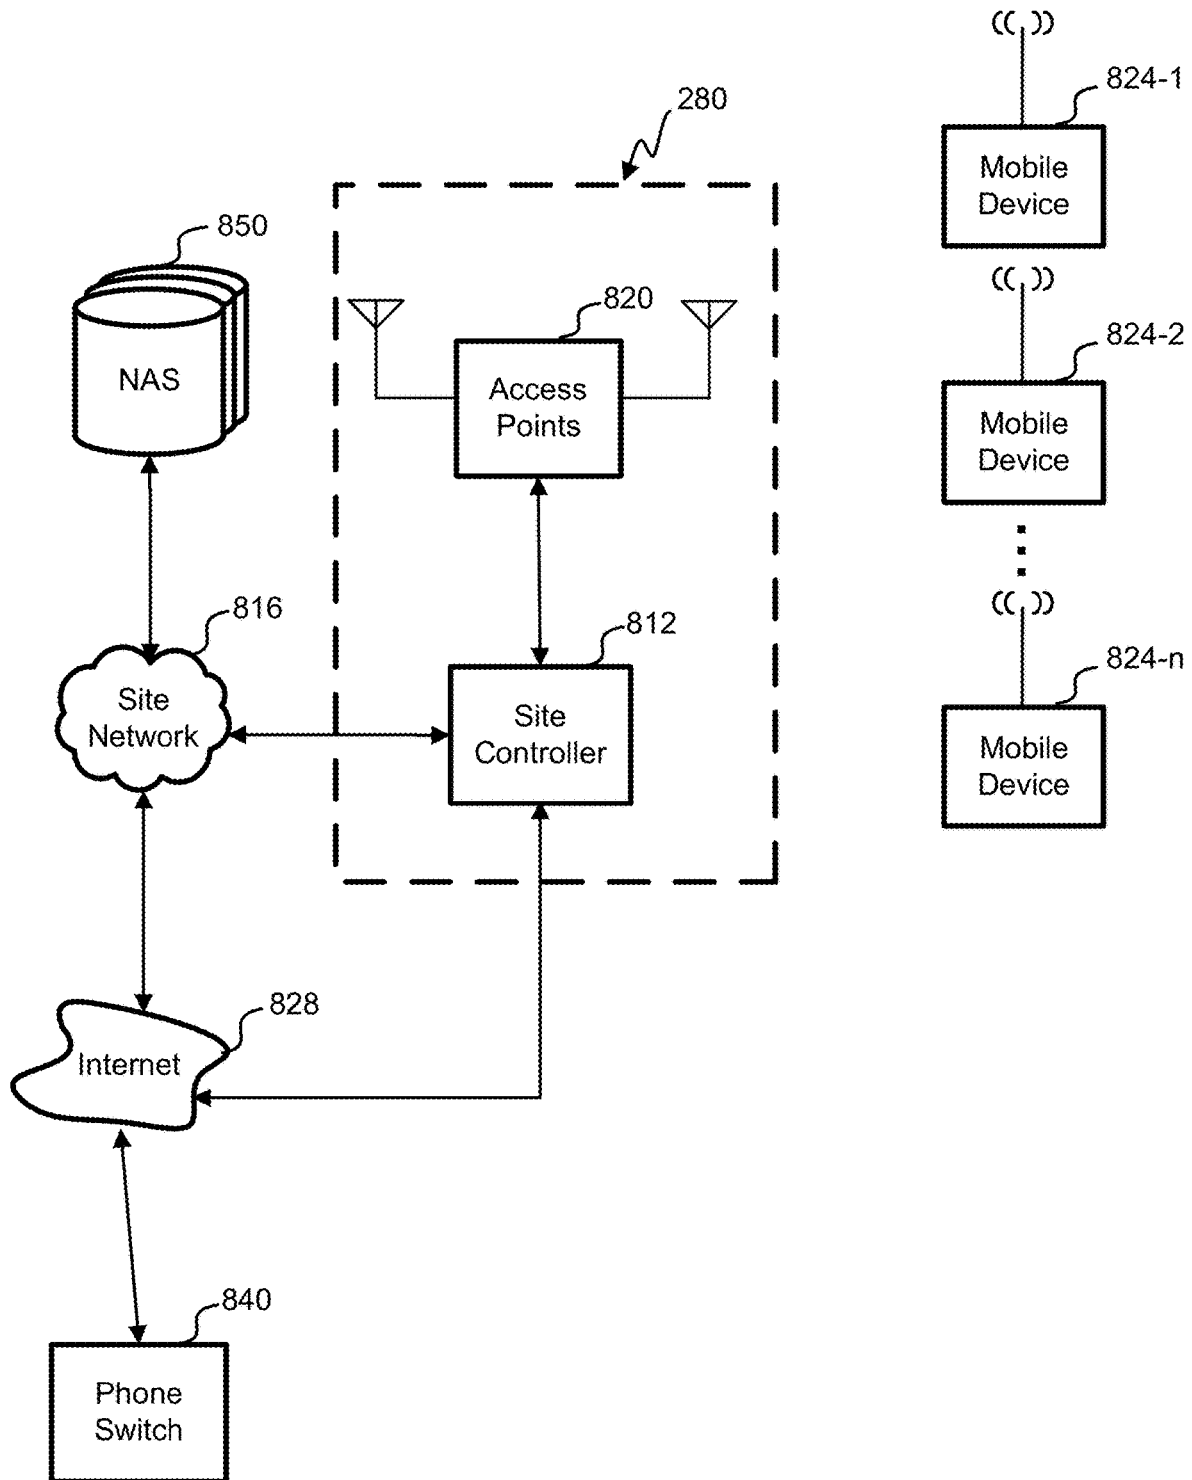 824-1
Mobile
Device
280
850
NAS
820
Access
Points
824-2
Mobile
Device
816
Site
Network
812
Site
Controller
824-n
Mobile
Device
828
Internet
840
Phone
Switch